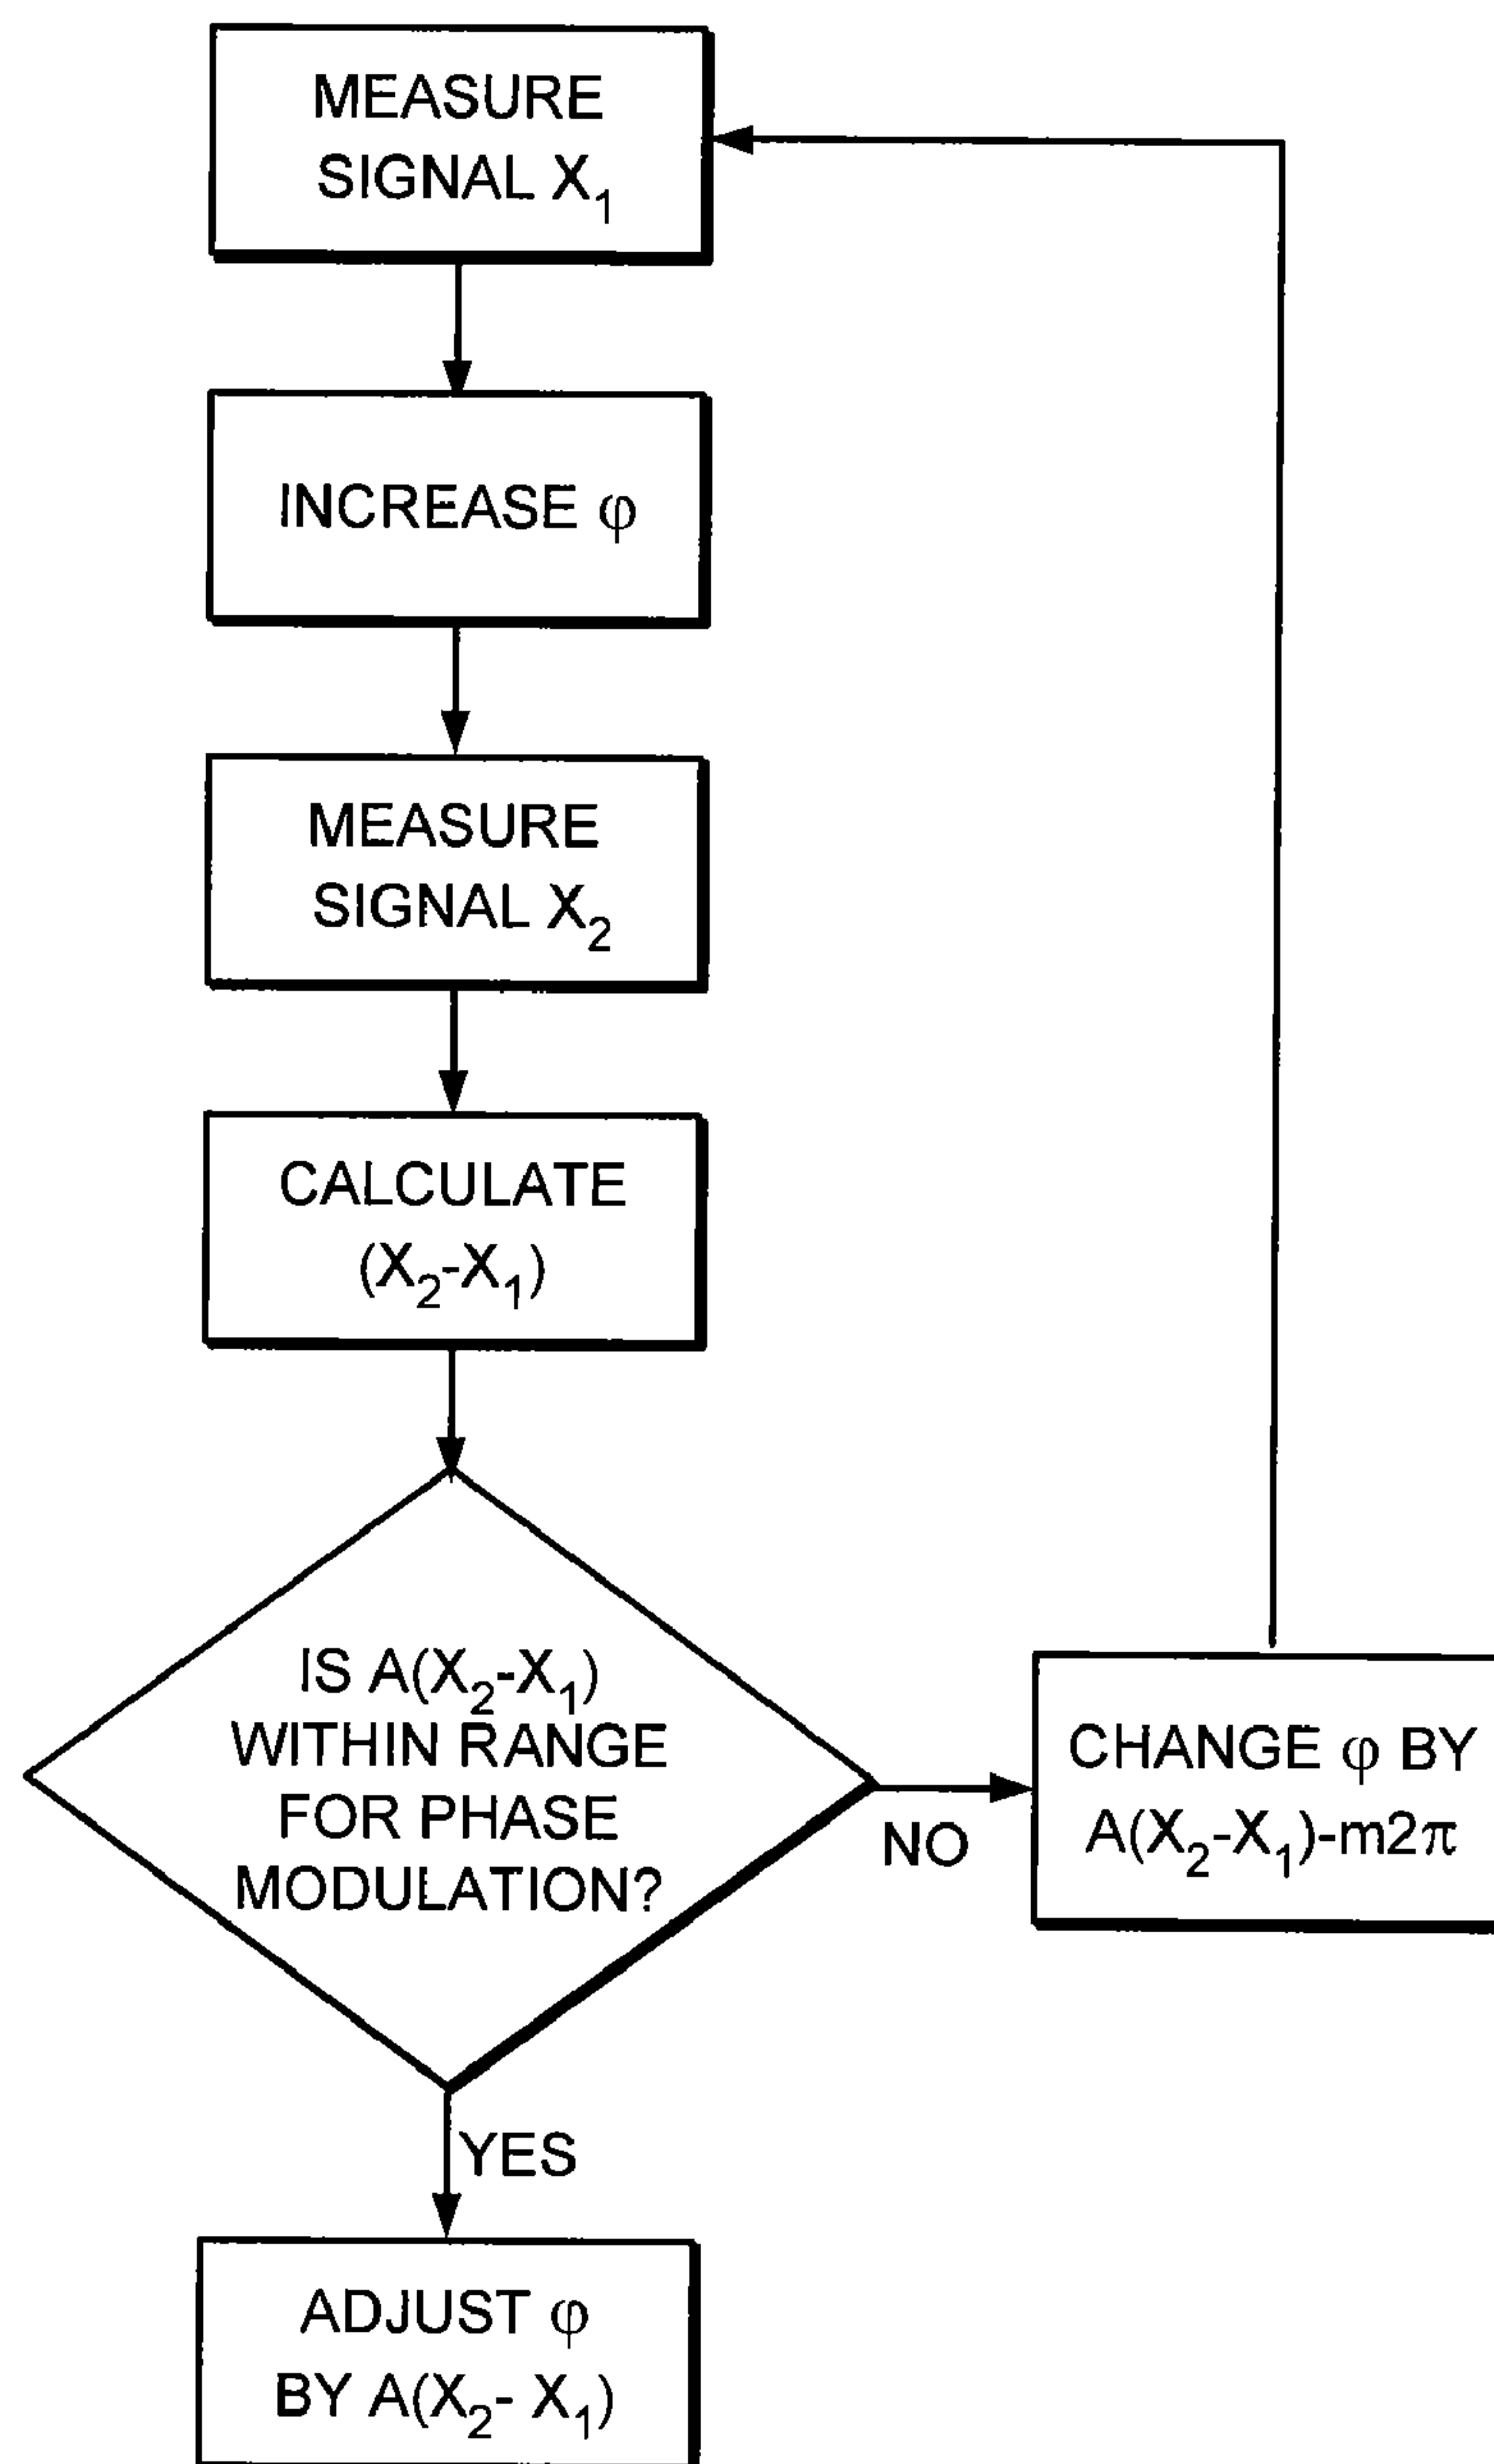 MEASURE
SIGNAL X₁
INCREASE φ
MEASURE
SIGNAL X₂
CALCULATE
(X₂-X₁)
IS A(X₂-X₁)
WITHIN RANGE
FOR PHASE
MODULATION?
NO
CHANGE φ BY
A(X₂-X₁)-m2π
YES
ADJUST φ
BY A(X₂- X₁)